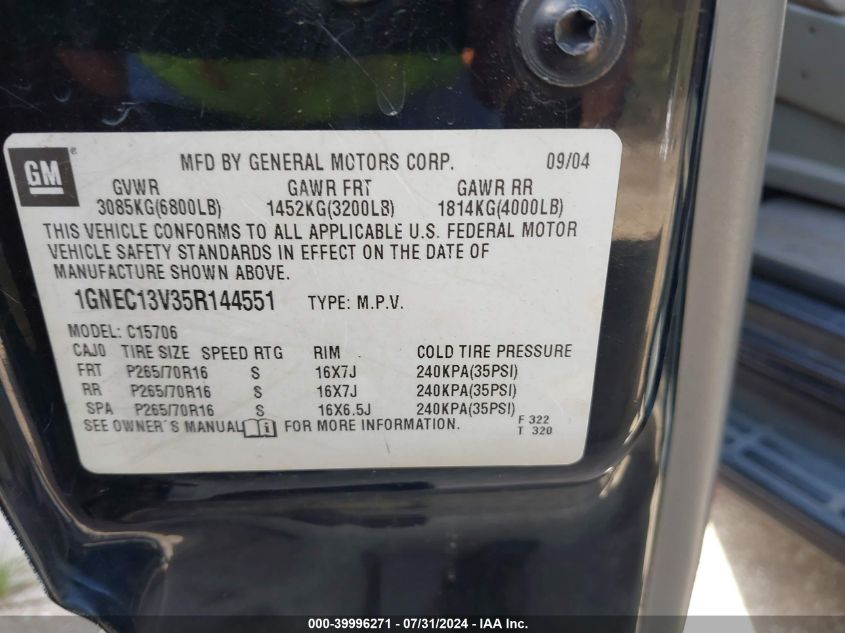 GM ®
MFD BY GENERAL MOTORS CORP. 09/04
GVWR GAWR FRT GAWR RR
3085KG(6800LB) 1452KG(3200LB) 1814KG(4000LB)
THIS VEHICLE CONFORMS TO ALL APPLICABLE U.S. FEDERAL MOTOR
VEHICLE SAFETY STANDARDS IN EFFECT ON THE DATE OF
MANUFACTURE SHOWN ABOVE.
1GNEC13V35R144551 TYPE: M.P.V.
MODEL: C15706
CAJO TIRE SIZE SPEED RTG RIM COLD TIRE PRESSURE
FRT P265/70R16 S 16X7J 240KPA(35PSI)
RR P265/70R16 S 16X7J 240KPA(35PSI)
SPA P265/70R16 S 16X6.5J 240KPA(35PSI)
SEE OWNER'S MANUAL FOR MORE INFORMATION.
F 322
T 320
000-39996271 - 07/31/2024 - IAA Inc.